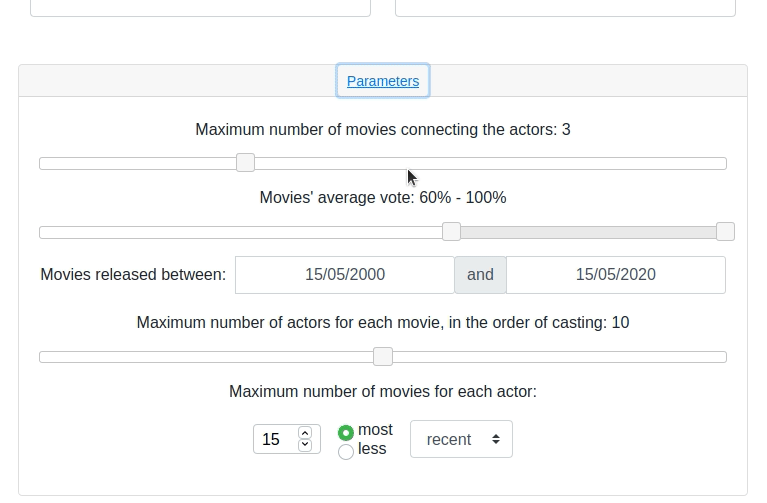 Parameters
Maximum number of movies connecting the actors: 3
Movies' average vote: 60% - 100%
Movies released between: 15/05/2000 and 15/05/2020
Maximum number of actors for each movie, in the order of casting: 10
Maximum number of movies for each actor:
15 most recent
less